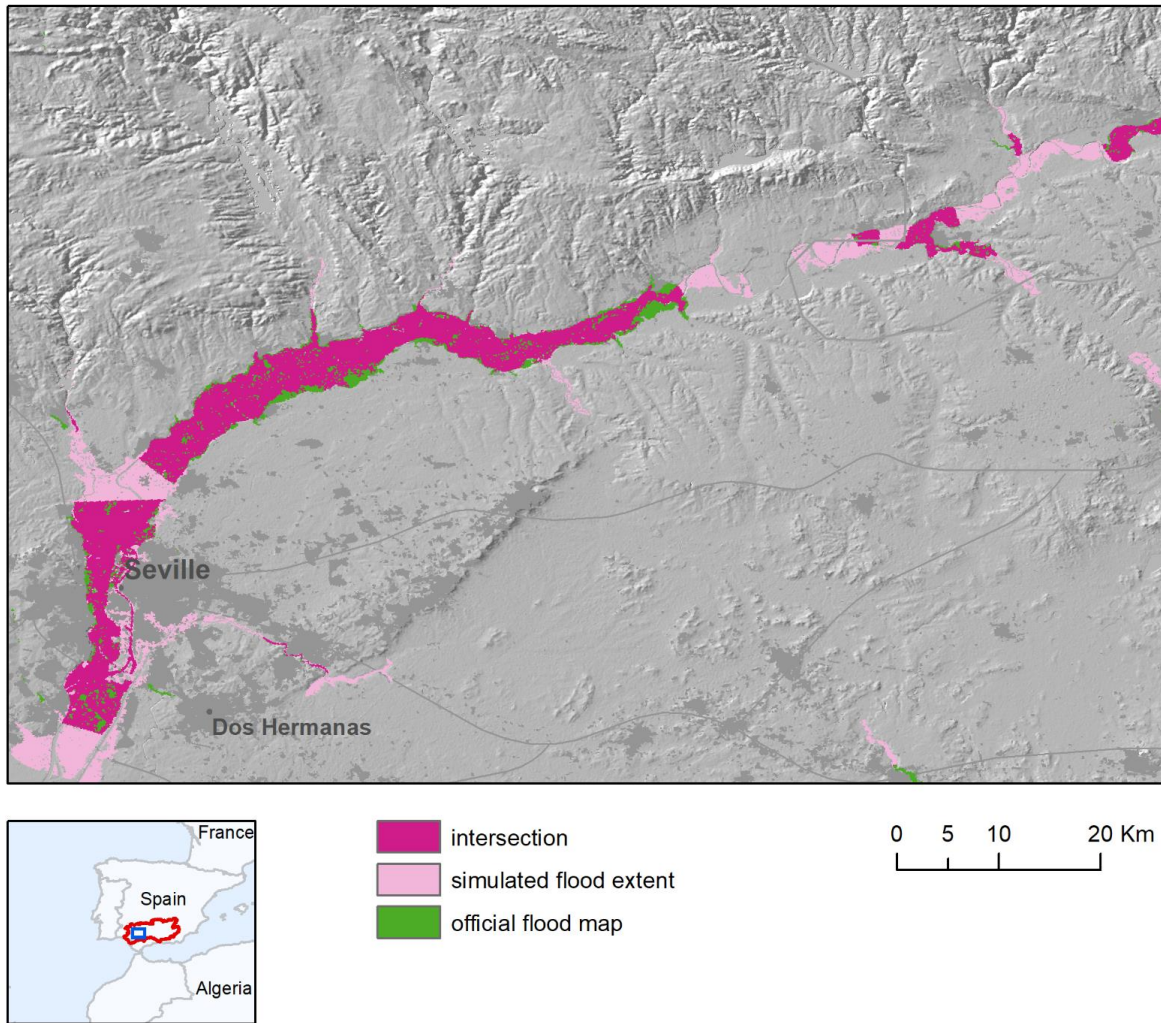 Seville
Dos Hermanas
France
Spain
Algeria
intersection
simulated flood extent
official flood map
0 5 10 20 Km